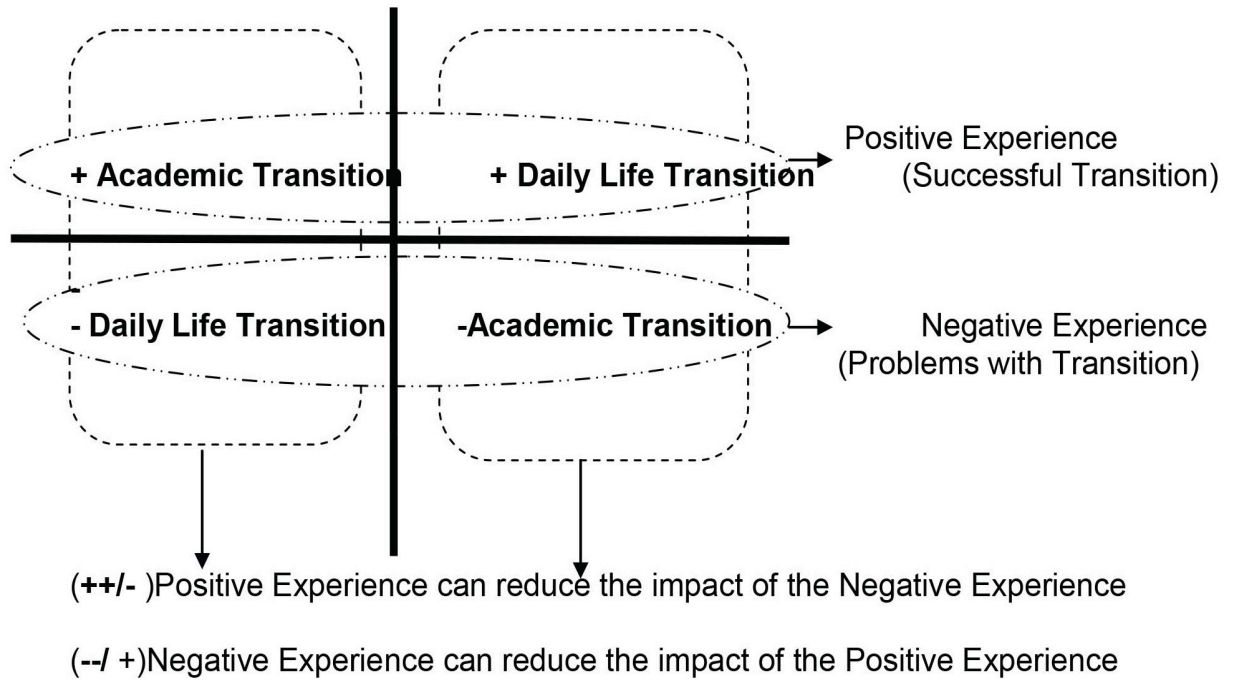 Positive Experience
(Successful Transition)
+ Academic Transition
+ Daily Life Transition
- Daily Life Transition
-Academic Transition
Negative Experience
(Problems with Transition)
(++/- )Positive Experience can reduce the impact of the Negative Experience
(--/ +)Negative Experience can reduce the impact of the Positive Experience